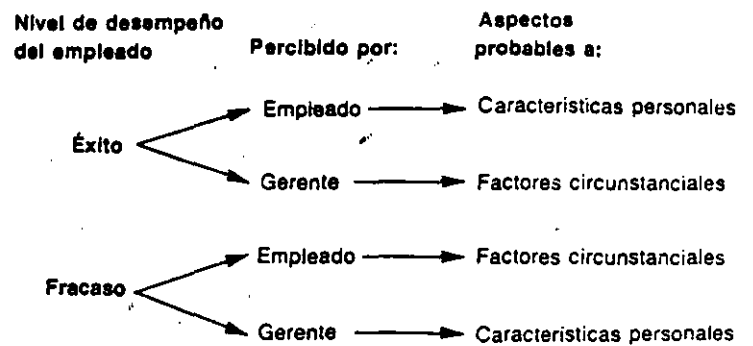 Nivel de desempeño del empleado
Percibido por:
Aspectos probables a:
Éxito
Empleado
Características personales
Gerente
Factores circunstanciales
Fracaso
Empleado
Factores circunstanciales
Gerente
Características personales